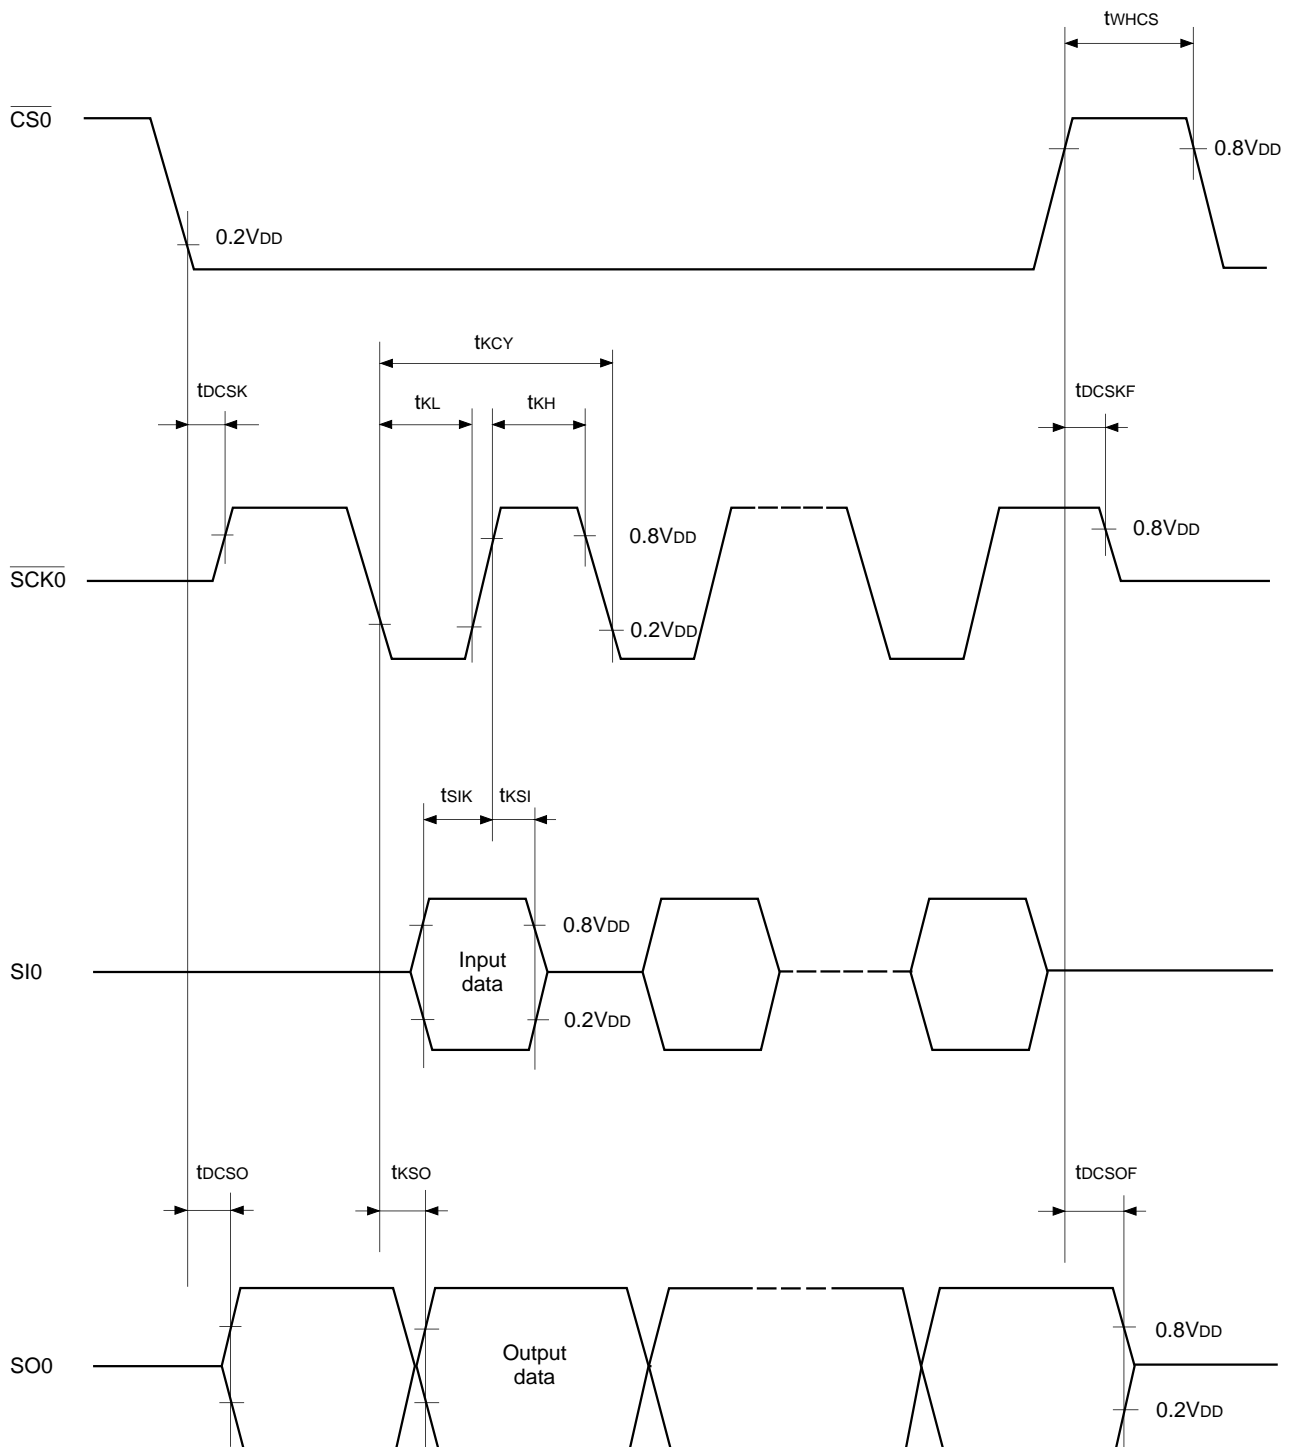 tWHCS
CS0
0.8VDD
0.2VDD
tKCY
tDCSK
tKL
tKH
tDCSKF
0.8VDD
0.8VDD
SCK0
0.2VDD
tSIK
tKSI
0.8VDD
Input
data
SI0
0.2VDD
tDCSO
tKSO
tDCSOF
0.8VDD
Output
data
SO0
0.2VDD